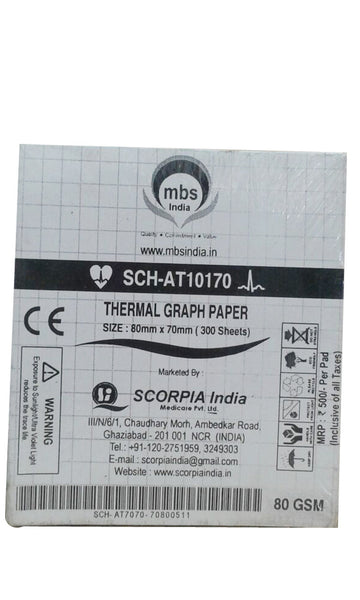 mbs
India
Quality • Commitment • Value
www.mbsindia.in
SCH-AT10170
THERMAL GRAPH PAPER
SIZE : 80mm x 70mm ( 300 Sheets)
CE
Marketed By :
SCORPIA India
Medicare Pvt. Ltd.
III/N/6/1, Chaudhary Morh, Ambedkar Road,
Ghaziabad - 201 001 NCR (INDIA)
Tel.: +91-120-2751959, 3249303
E-mail : scorpiaindia@gmail.com
Website : www.scorpiaindia.in
WARNING
Exposure to Sunlight/Ultra Violet Light
reduces the trace life
MRP : ₹ 500/- Per Pad
(Inclusive of all Taxes)
SCH- AT7070- 70800511
80 GSM